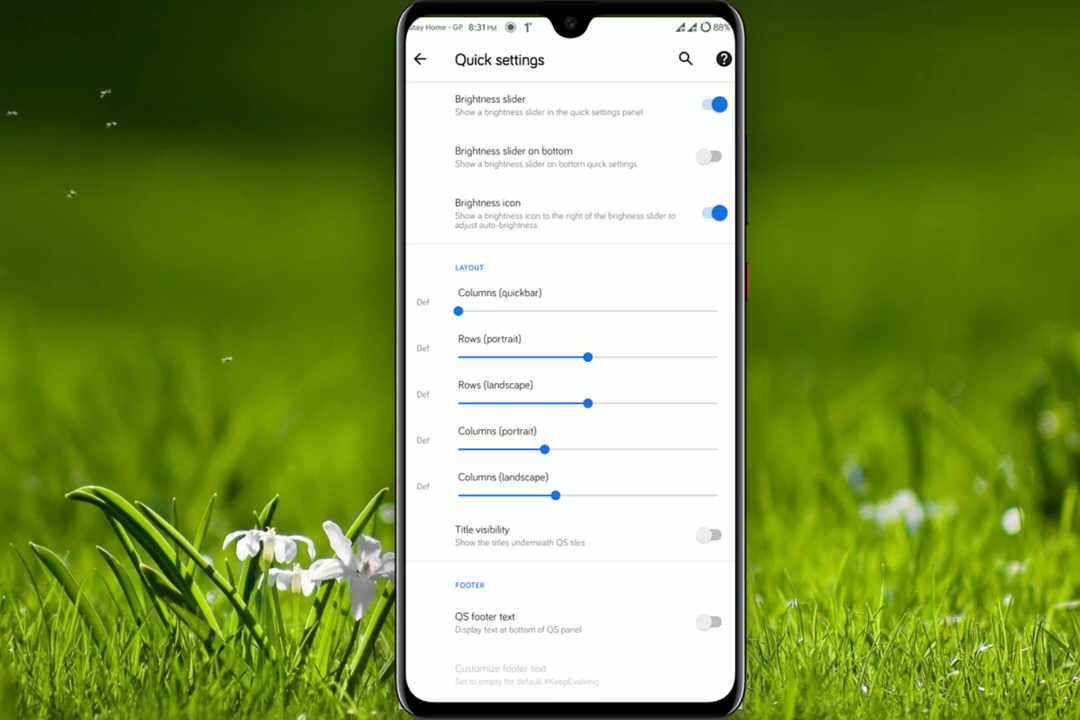 Stay Home - GP 8:31 PM 88%
Quick settings
Brightness slider
Show a brightness slider in the quick settings panel
Brightness slider on bottom
Show a brightness slider on bottom quick settings
Brightness icon
Show a brightness icon to the right of the brighness slider to
adjust auto-brightness
LAYOUT
Columns (quickbar)
Def
Rows (portrait)
Def
Rows (landscape)
Def
Columns (portrait)
Def
Columns (landscape)
Def
Title visibility
Show the titles underneath QS tiles
FOOTER
QS footer text
Display text at bottom of QS panel
Customize footer text
Set to empty for default #KeepEvolving